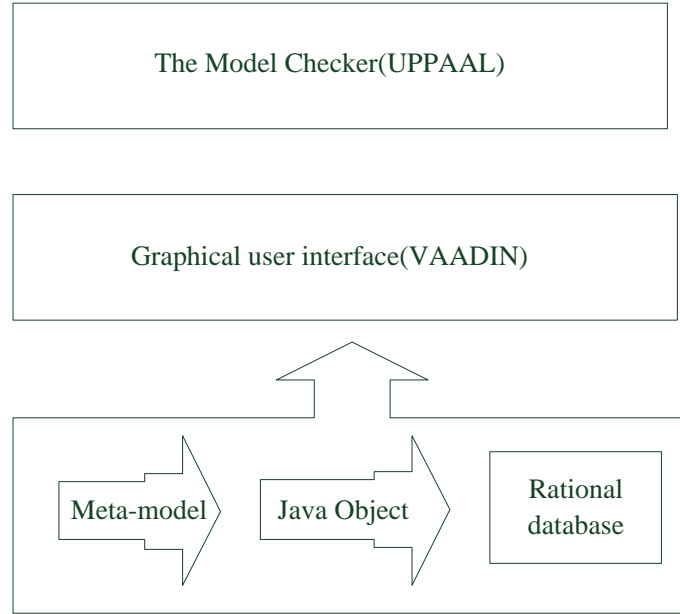 The Model Checker(UPPAAL)
Graphical user interface(VAADIN)
Meta-model
Java Object
Rational
database